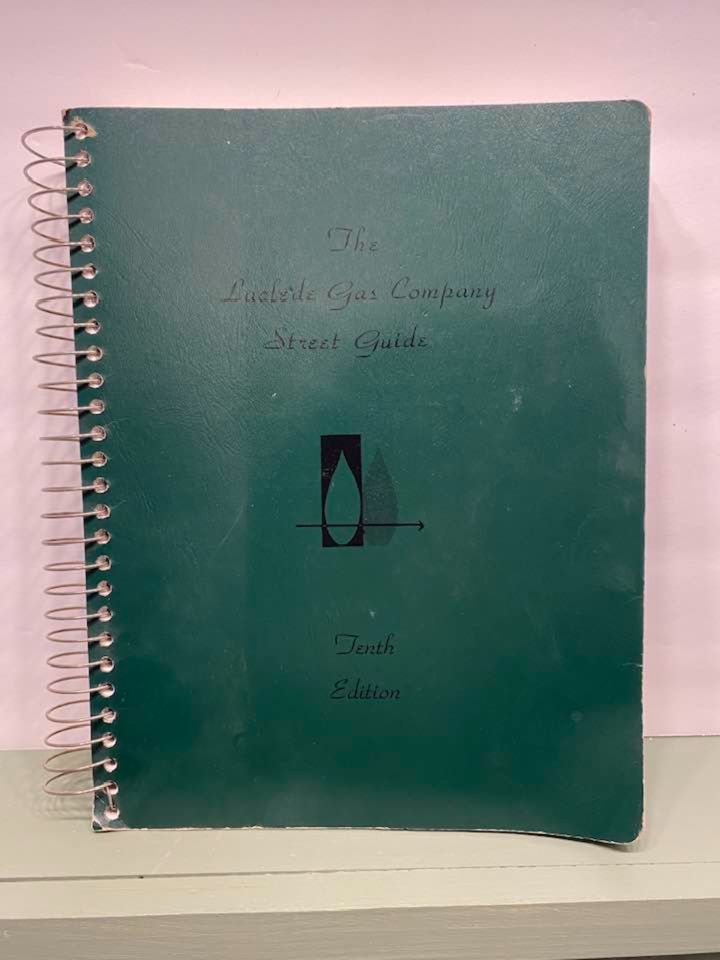 The
Laclede Gas Company
Street Guide
Tenth
Edition